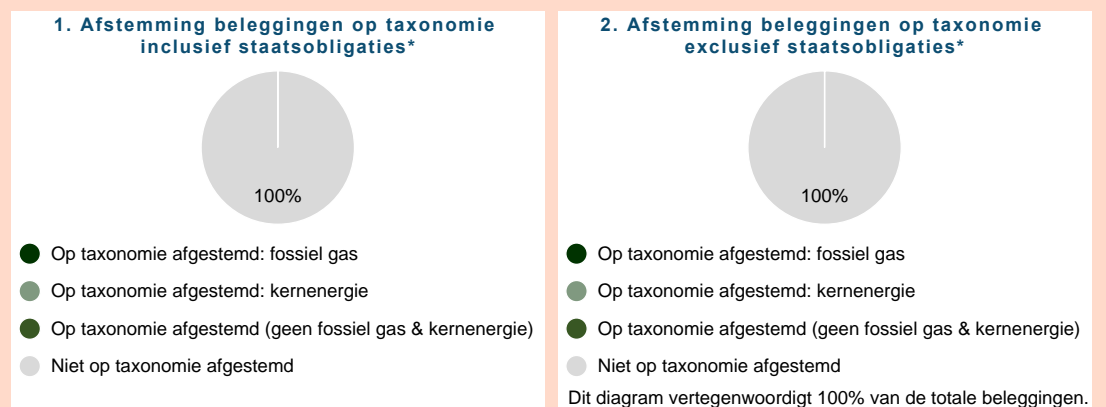 1. Afstemming beleggingen op taxonomie
inclusief staatsobligaties*
100%
Op taxonomie afgestemd: fossiel gas
Op taxonomie afgestemd: kernenergie
Op taxonomie afgestemd (geen fossiel gas & kernenergie)
Niet op taxonomie afgestemd
2. Afstemming beleggingen op taxonomie
exclusief staatsobligaties*
100%
Op taxonomie afgestemd: fossiel gas
Op taxonomie afgestemd: kernenergie
Op taxonomie afgestemd (geen fossiel gas & kernenergie)
Niet op taxonomie afgestemd
Dit diagram vertegenwoordigt 100% van de totale beleggingen.